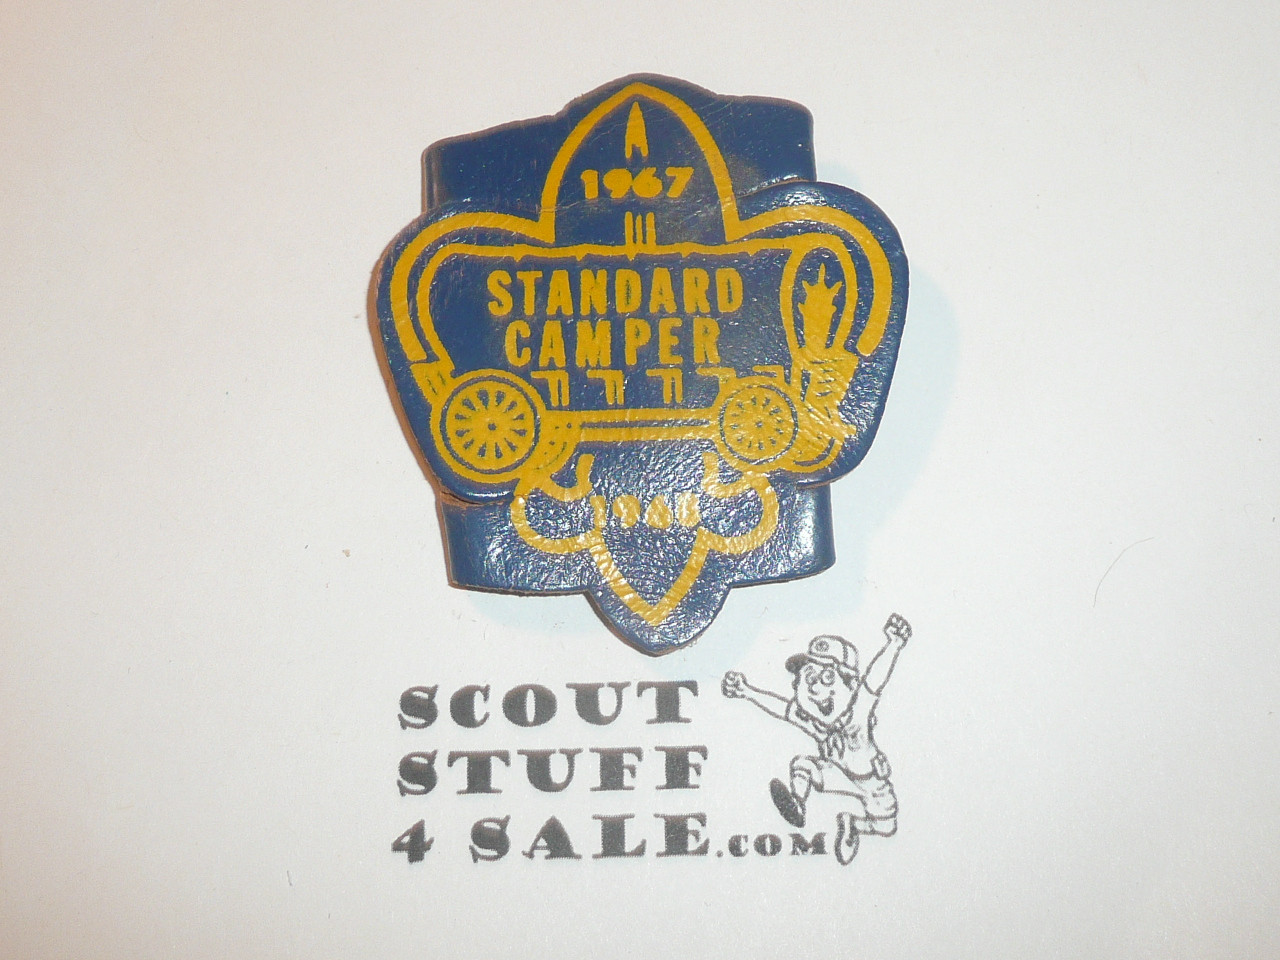 1967
STANDARD
CAMPER
SCOUT
STUFF
4 SALE.COM